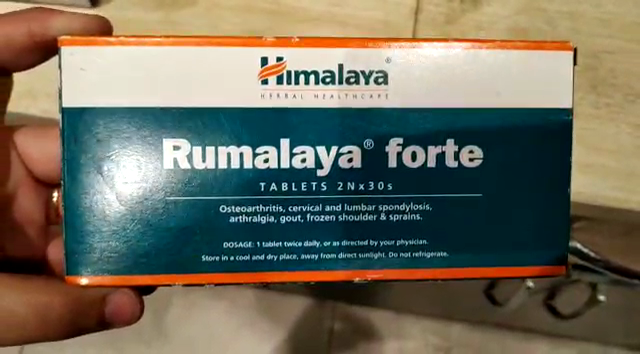 Himalaya®
HERBAL HEALTHCARE
Rumalaya® forte
TABLETS 2Nx30s
Osteoarthritis, cervical and lumbar spondylosis,
arthralgia, gout, frozen shoulder & sprains.
DOSAGE: 1 tablet twice daily, or as directed by your physician.
Store in a cool and dry place, away from direct sunlight. Do not refrigerate.